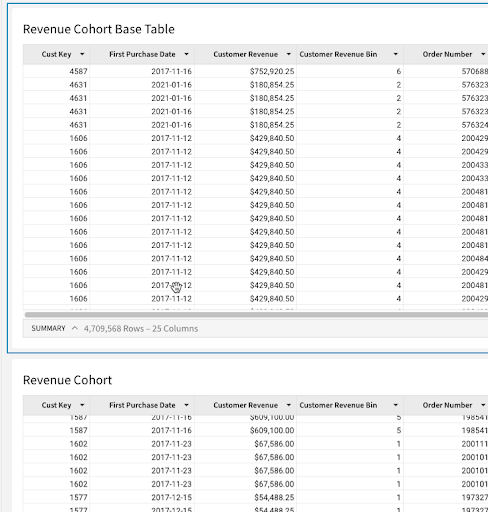 Revenue Cohort Base Table
Cust Key First Purchase Date Customer Revenue Customer Revenue Bin Order Number
4587 2017-11-16 $752,920.25 6 570688
4631 2021-01-16 $180,854.25 2 576323
4631 2021-01-16 $180,854.25 2 576323
4631 2021-01-16 $180,854.25 2 576323
4631 2021-01-16 $180,854.25 2 576324
1606 2017-11-12 $429,840.50 4 200429
1606 2017-11-12 $429,840.50 4 200429
1606 2017-11-12 $429,840.50 4 200433
1606 2017-11-12 $429,840.50 4 200481
1606 2017-11-12 $429,840.50 4 200433
1606 2017-11-12 $429,840.50 4 200481
1606 2017-11-12 $429,840.50 4 200481
1606 2017-11-12 $429,840.50 4 200481
1606 2017-11-12 $429,840.50 4 200481
1606 2017-11-12 $429,840.50 4 200484
1606 2017-11-12 $429,840.50 4 200429
1606 2017-11-12 $429,840.50 4 200481
1606 2017-11-12 $429,840.50 4 200429
SUMMARY 4,709,568 Rows – 25 Columns
Revenue Cohort
Cust Key First Purchase Date Customer Revenue Customer Revenue Bin Order Number
1587 2017-11-16 $609,100.00 5 198541
1587 2017-11-16 $609,100.00 5 198541
1602 2017-11-23 $67,586.00 1 200111
1602 2017-11-23 $67,586.00 1 200101
1602 2017-11-23 $67,586.00 1 200101
1602 2017-11-23 $67,586.00 1 200101
1577 2017-12-15 $54,488.25 1 197327
1577 2017-12-15 $54,488.25 1 197327